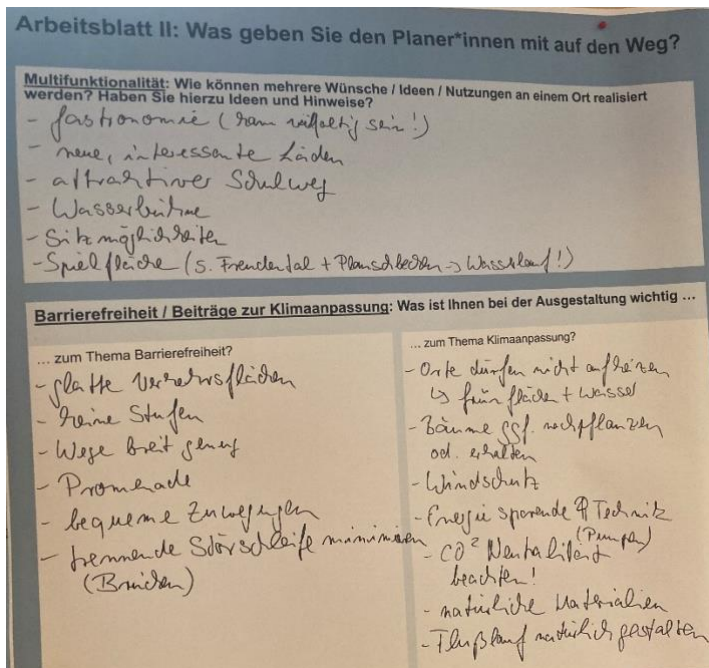 Arbeitsblatt II: Was geben Sie den Planer*innen mit auf den Weg?
Multifunktionalität: Wie können mehrere Wünsche / Ideen / Nutzungen an einem Ort realisiert
werden? Haben Sie hierzu Ideen und Hinweise?
- Gastronomie (kann vielfältig sein!)
- neue, interessante Läden
- attraktiver Schulweg
- Wasserbühne
- Sitzmöglichkeiten
- Spielfläche (s. Freudental + Planschbecken -> Wasserlauf!)
Barrierefreiheit / Beiträge zur Klimaanpassung: Was ist Ihnen bei der Ausgestaltung wichtig ...
... zum Thema Barrierefreiheit?
- glatte Verkehrsflächen
- keine Stufen
- Wege breit genug
- Promenade
- bequeme Zuwegungen
- trennende Störschleife minimieren
(Brücken)
... zum Thema Klimaanpassung?
- Orte dürfen nicht aufheizen
↳ Grünflächen + Wasser
- Bäume ggf. nachpflanzen
od. erhalten
- Windschutz
- Energie sparende Technik
(Pumpen)
- CO² Neutralität
beachten!
- natürliche Materialien
- Flußlauf natürlich gestalten